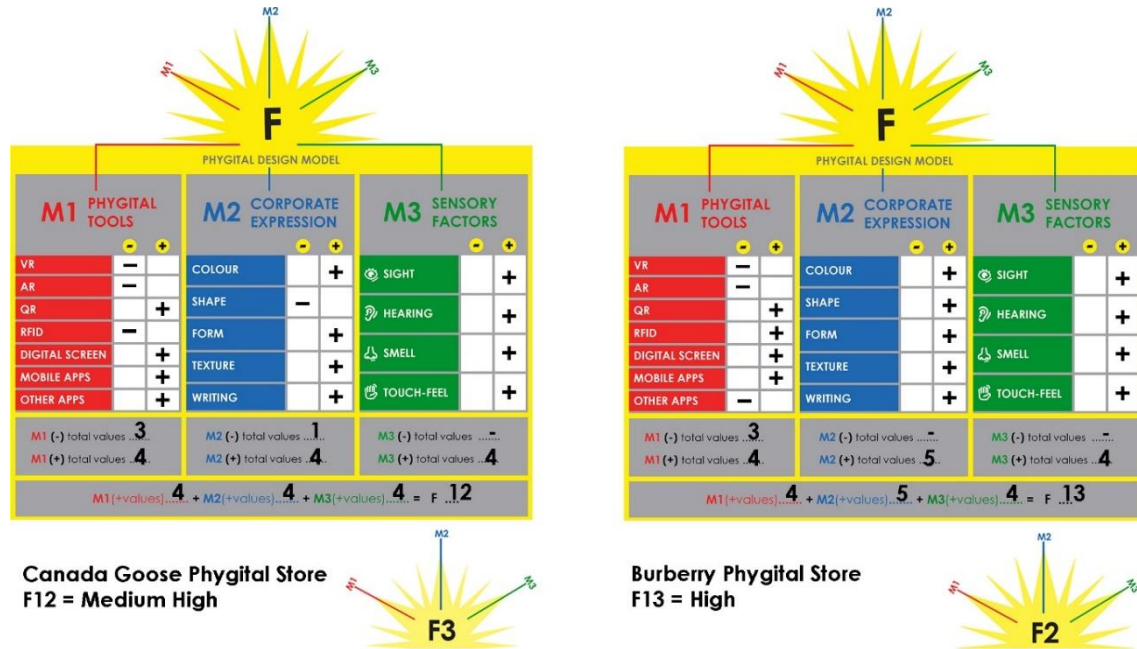 M2
M1
M3
F
PHYGITAL DESIGN MODEL
M1 PHYGITAL TOOLS
M2 CORPORATE EXPRESSION
M3 SENSORY FACTORS
- + - + - +
VR −
AR −
QR +
RFID −
DIGITAL SCREEN +
MOBILE APPS +
OTHER APPS +
COLOUR +
SHAPE −
FORM +
TEXTURE +
WRITING +
SIGHT +
HEARING +
SMELL +
TOUCH-FEEL +
M1 (-) total values ...3....
M1(+) total values ...4....
M2 (-) total values ...1....
M2 (+) total values ...4....
M3 (-) total values ...-....
M3 (+) total values ...4....
M1(+values)...4.... + M2(+values)...4.... + M3(+values)...4.... = F ....12
Canada Goose Phygital Store
F12 = Medium High
M2
M1
M3
F3
M2
M1
M3
F
PHYGITAL DESIGN MODEL
M1 PHYGITAL TOOLS
M2 CORPORATE EXPRESSION
M3 SENSORY FACTORS
- + - + - +
VR −
AR −
QR +
RFID +
DIGITAL SCREEN +
MOBILE APPS +
OTHER APPS −
COLOUR +
SHAPE +
FORM +
TEXTURE +
WRITING +
SIGHT +
HEARING +
SMELL +
TOUCH-FEEL +
M1 (-) total values ...3....
M1(+) total values ...4....
M2 (-) total values ...-....
M2 (+) total values ...5....
M3 (-) total values ...-....
M3 (+) total values ...4....
M1(+values)...4.... + M2(+values)...5.... + M3(+values)...4.... = F ....13
Burberry Phygital Store
F13 = High
M2
M1
M3
F2